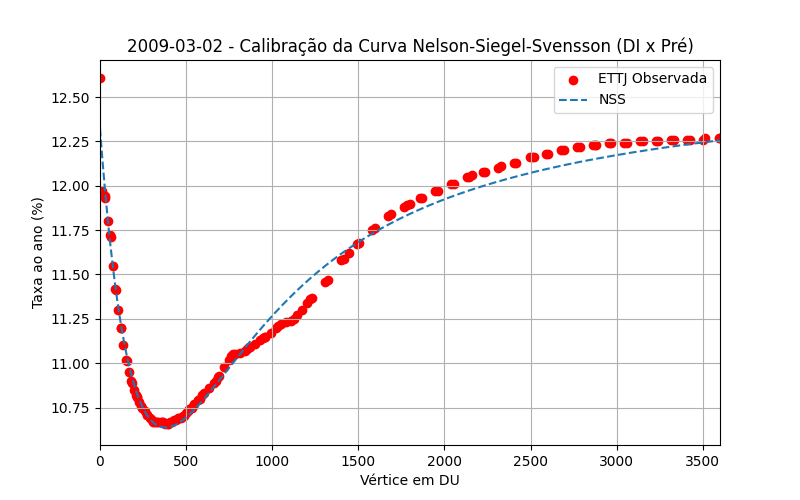 2009-03-02 - Calibração da Curva Nelson-Siegel-Svensson (DI x Pré)
ETTJ Observada
NSS
Taxa ao ano (%)
12.50
12.25
12.00
11.75
11.50
11.25
11.00
10.75
0 500 1000 1500 2000 2500 3000 3500
Vértice em DU